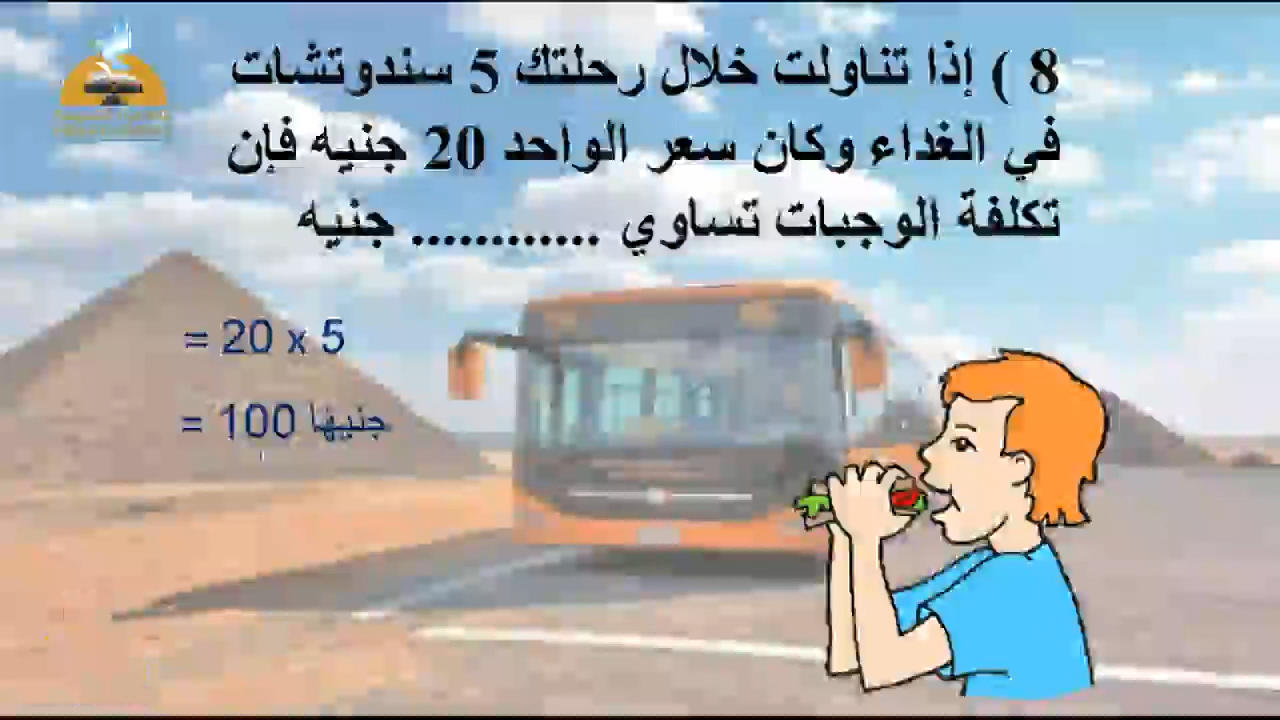 8 ) إذا تناولت خلال رحلتك 5 سندوتشات
في الغداء وكان سعر الواحد 20 جنيه فإن
تكلفة الوجبات تساوي ............ جنيه
= 20 x 5
= 100 جنيها